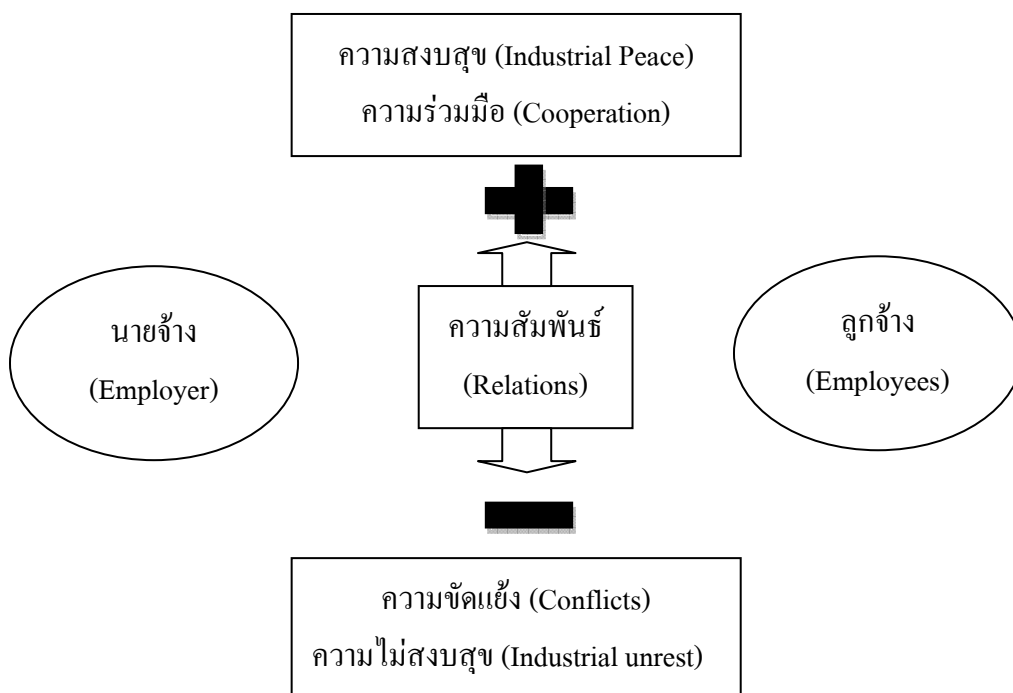 ความสงบสุข (Industrial Peace)
ความร่วมมือ (Cooperation)
นายจ้าง
(Employer)
ความสัมพันธ์
(Relations)
ลูกจ้าง
(Employees)
ความขัดแย้ง (Conflicts)
ความไม่สงบสุข (Industrial unrest)